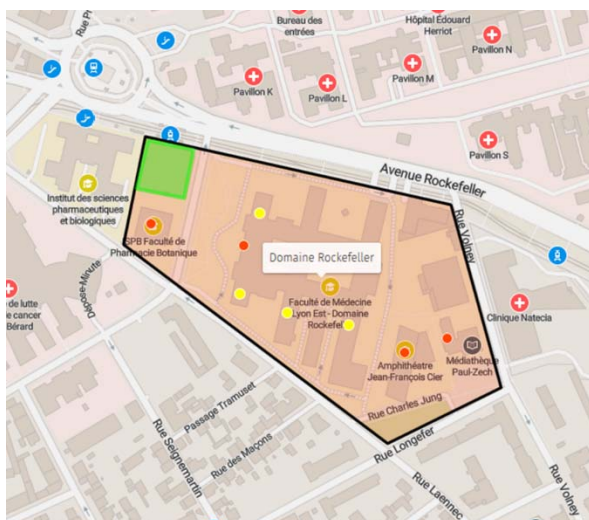 Bureau des
entrées
Hôpital Édouard
Herriot
Pavillon N
Pavillon M
Pavillon K
Pavillon L
Pavillon S
Avenue Rockefeller
Institut des sciences
pharmaceutiques
et biologiques
SPB Faculté de
Pharmacie Botanique
Rue Volney
Domaine Rockefeller
Faculté de Médecine
Lyon Est - Domaine
Rockefel
Dépose-Minute
de lutte
e cancer
Bérard
Clinique Natecia
Médiathèque
Paul-Zech
Amphithéâtre
Jean-François Cier
Rue Charles Jung
Passage Tramuset
Rue des Maçons
Rue Seignemartin
Rue Longefer
Rue Laennec
Rue Volney